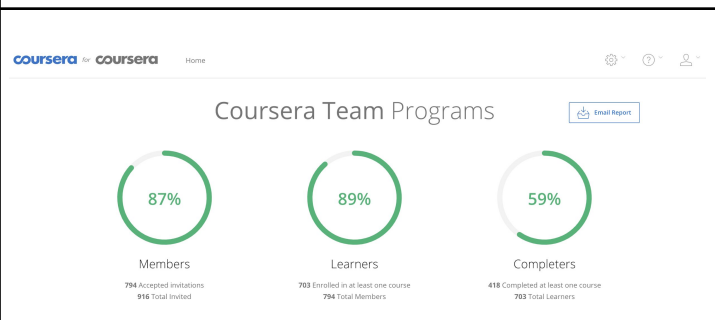 coursera for coursera Home
Coursera Team Programs
Email Report
87%
89%
59%
Members
Learners
Completers
794 Accepted invitations
703 Enrolled in at least one course
418 Completed at least one course
916 Total Invited
794 Total Members
703 Total Learners